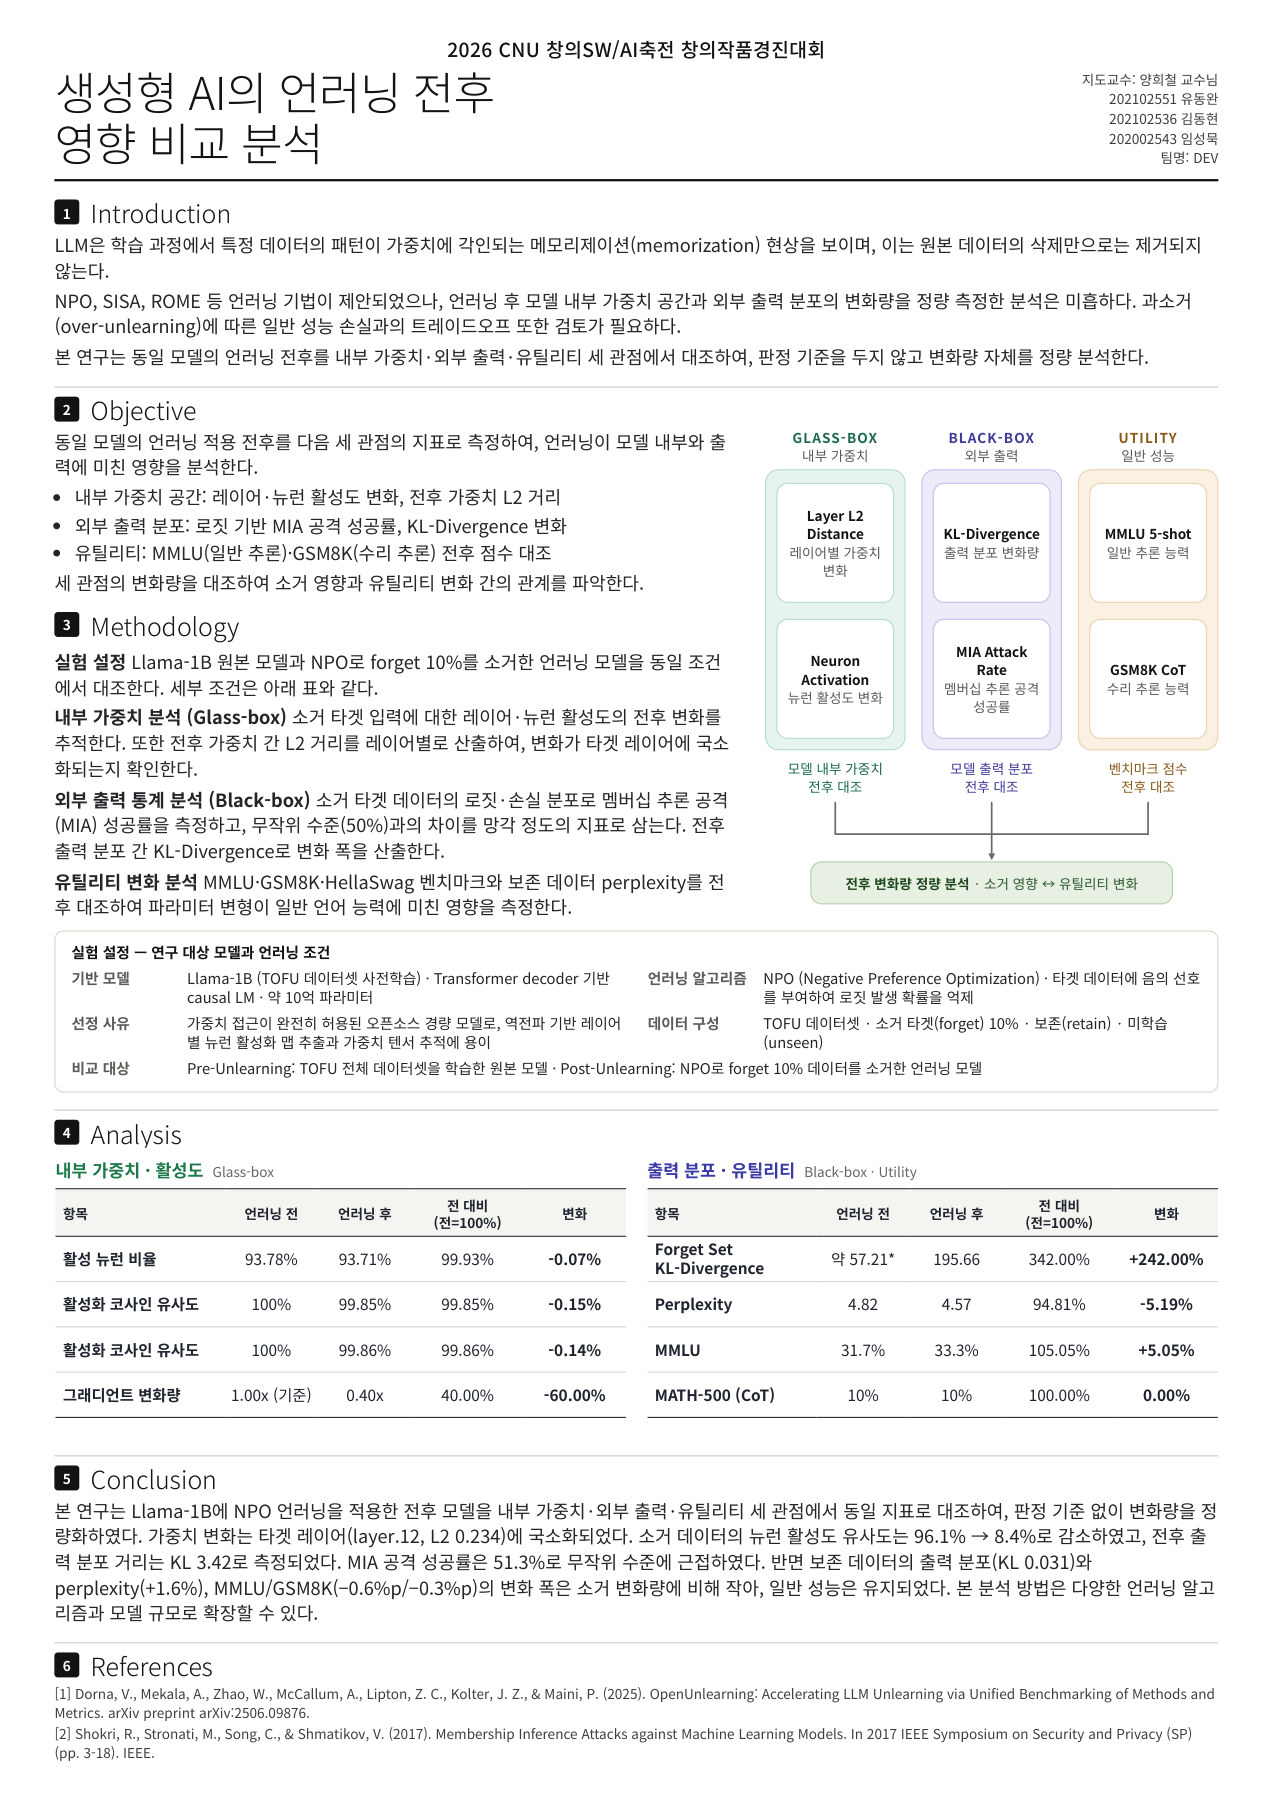 2026 CNU 창의SW/AI축전 창의작품경진대회
생성형 AI의 언러닝 전후
영향 비교 분석
지도교수: 양희철 교수님
202102551 유동완
202102536 김동현
202002543 임성묵
팀명: DEV
1 Introduction
LLM은 학습 과정에서 특정 데이터의 패턴이 가중치에 각인되는 메모리제이션(memorization) 현상을 보이며, 이는 원본 데이터의 삭제만으로는 제거되지
않는다.
NPO, SISA, ROME 등 언러닝 기법이 제안되었으나, 언러닝 후 모델 내부 가중치 공간과 외부 출력 분포의 변화량을 정량 측정한 분석은 미흡하다. 과소거
(over-unlearning)에 따른 일반 성능 손실과의 트레이드오프 또한 검토가 필요하다.
본 연구는 동일 모델의 언러닝 전후를 내부 가중치·외부 출력·유틸리티 세 관점에서 대조하여, 판정 기준을 두지 않고 변화량 자체를 정량 분석한다.
2 Objective
동일 모델의 언러닝 적용 전후를 다음 세 관점의 지표로 측정하여, 언러닝이 모델 내부와 출
력에 미친 영향을 분석한다.
• 내부 가중치 공간: 레이어·뉴런 활성도 변화, 전후 가중치 L2 거리
• 외부 출력 분포: 로짓 기반 MIA 공격 성공률, KL-Divergence 변화
• 유틸리티: MMLU(일반 추론)·GSM8K(수리 추론) 전후 점수 대조
세 관점의 변화량을 대조하여 소거 영향과 유틸리티 변화 간의 관계를 파악한다.
3 Methodology
실험 설정 Llama-1B 원본 모델과 NPO로 forget 10%를 소거한 언러닝 모델을 동일 조건
에서 대조한다. 세부 조건은 아래 표와 같다.
내부 가중치 분석 (Glass-box) 소거 타겟 입력에 대한 레이어·뉴런 활성도의 전후 변화를
추적한다. 또한 전후 가중치 간 L2 거리를 레이어별로 산출하여, 변화가 타겟 레이어에 국소
화되는지 확인한다.
외부 출력 통계 분석 (Black-box) 소거 타겟 데이터의 로짓·손실 분포로 멤버십 추론 공격
(MIA) 성공률을 측정하고, 무작위 수준(50%)과의 차이를 망각 정도의 지표로 삼는다. 전후
출력 분포 간 KL-Divergence로 변화 폭을 산출한다.
유틸리티 변화 분석 MMLU·GSM8K·HellaSwag 벤치마크와 보존 데이터 perplexity를 전
후 대조하여 파라미터 변형이 일반 언어 능력에 미친 영향을 측정한다.
GLASS-BOX
내부 가중치
Layer L2
Distance
레이어별 가중치
변화
Neuron
Activation
뉴런 활성도 변화
모델 내부 가중치
전후 대조
BLACK-BOX
외부 출력
KL-Divergence
출력 분포 변화량
MIA Attack
Rate
멤버십 추론 공격
성공률
모델 출력 분포
전후 대조
UTILITY
일반 성능
MMLU 5-shot
일반 추론 능력
GSM8K CoT
수리 추론 능력
벤치마크 점수
전후 대조
전후 변화량 정량 분석 · 소거 영향 ↔ 유틸리티 변화
실험 설정 — 연구 대상 모델과 언러닝 조건
기반 모델 Llama-1B (TOFU 데이터셋 사전학습) · Transformer decoder 기반
causal LM · 약 10억 파라미터
언러닝 알고리즘 NPO (Negative Preference Optimization) · 타겟 데이터에 음의 선호
를 부여하여 로짓 발생 확률을 억제
선정 사유 가중치 접근이 완전히 허용된 오픈소스 경량 모델로, 역전파 기반 레이어
별 뉴런 활성화 맵 추출과 가중치 텐서 추적에 용이
데이터 구성 TOFU 데이터셋 · 소거 타겟(forget) 10% · 보존(retain) · 미학습
(unseen)
비교 대상 Pre-Unlearning: TOFU 전체 데이터셋을 학습한 원본 모델 · Post-Unlearning: NPO로 forget 10% 데이터를 소거한 언러닝 모델
4 Analysis
내부 가중치 · 활성도 Glass-box
항목 언러닝 전 언러닝 후 전 대비 (전=100%) 변화
활성 뉴런 비율 93.78% 93.71% 99.93% -0.07%
활성화 코사인 유사도 100% 99.85% 99.85% -0.15%
활성화 코사인 유사도 100% 99.86% 99.86% -0.14%
그래디언트 변화량 1.00x (기준) 0.40x 40.00% -60.00%
출력 분포 · 유틸리티 Black-box · Utility
항목 언러닝 전 언러닝 후 전 대비 (전=100%) 변화
Forget Set KL-Divergence 약 57.21* 195.66 342.00% +242.00%
Perplexity 4.82 4.57 94.81% -5.19%
MMLU 31.7% 33.3% 105.05% +5.05%
MATH-500 (CoT) 10% 10% 100.00% 0.00%
5 Conclusion
본 연구는 Llama-1B에 NPO 언러닝을 적용한 전후 모델을 내부 가중치·외부 출력·유틸리티 세 관점에서 동일 지표로 대조하여, 판정 기준 없이 변화량을 정
량화하였다. 가중치 변화는 타겟 레이어(layer.12, L2 0.234)에 국소화되었다. 소거 데이터의 뉴런 활성도 유사도는 96.1% → 8.4%로 감소하였고, 전후 출
력 분포 거리는 KL 3.42로 측정되었다. MIA 공격 성공률은 51.3%로 무작위 수준에 근접하였다. 반면 보존 데이터의 출력 분포(KL 0.031)와
perplexity(+1.6%), MMLU/GSM8K(−0.6%p/−0.3%p)의 변화 폭은 소거 변화량에 비해 작아, 일반 성능은 유지되었다. 본 분석 방법은 다양한 언러닝 알고
리즘과 모델 규모로 확장할 수 있다.
6 References
[1] Dorna, V., Mekala, A., Zhao, W., McCallum, A., Lipton, Z. C., Kolter, J. Z., & Maini, P. (2025). OpenUnlearning: Accelerating LLM Unlearning via Unified Benchmarking of Methods and
Metrics. arXiv preprint arXiv:2506.09876.
[2] Shokri, R., Stronati, M., Song, C., & Shmatikov, V. (2017). Membership Inference Attacks against Machine Learning Models. In 2017 IEEE Symposium on Security and Privacy (SP)
(pp. 3-18). IEEE.